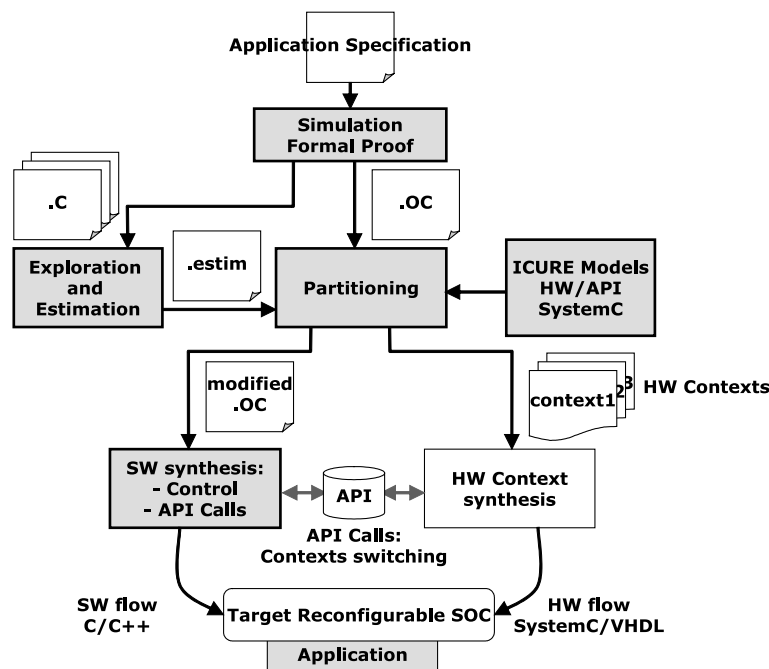 Application Specification
Simulation
Formal Proof
.C
.OC
.estim
Exploration
and
Estimation
Partitioning
ICURE Models
HW/API
SystemC
modified
.OC
context1
2
3
HW Contexts
SW synthesis:
- Control
- API Calls
API
HW Context
synthesis
API Calls:
Contexts switching
SW flow
C/C++
Target Reconfigurable SOC
HW flow
SystemC/VHDL
Application